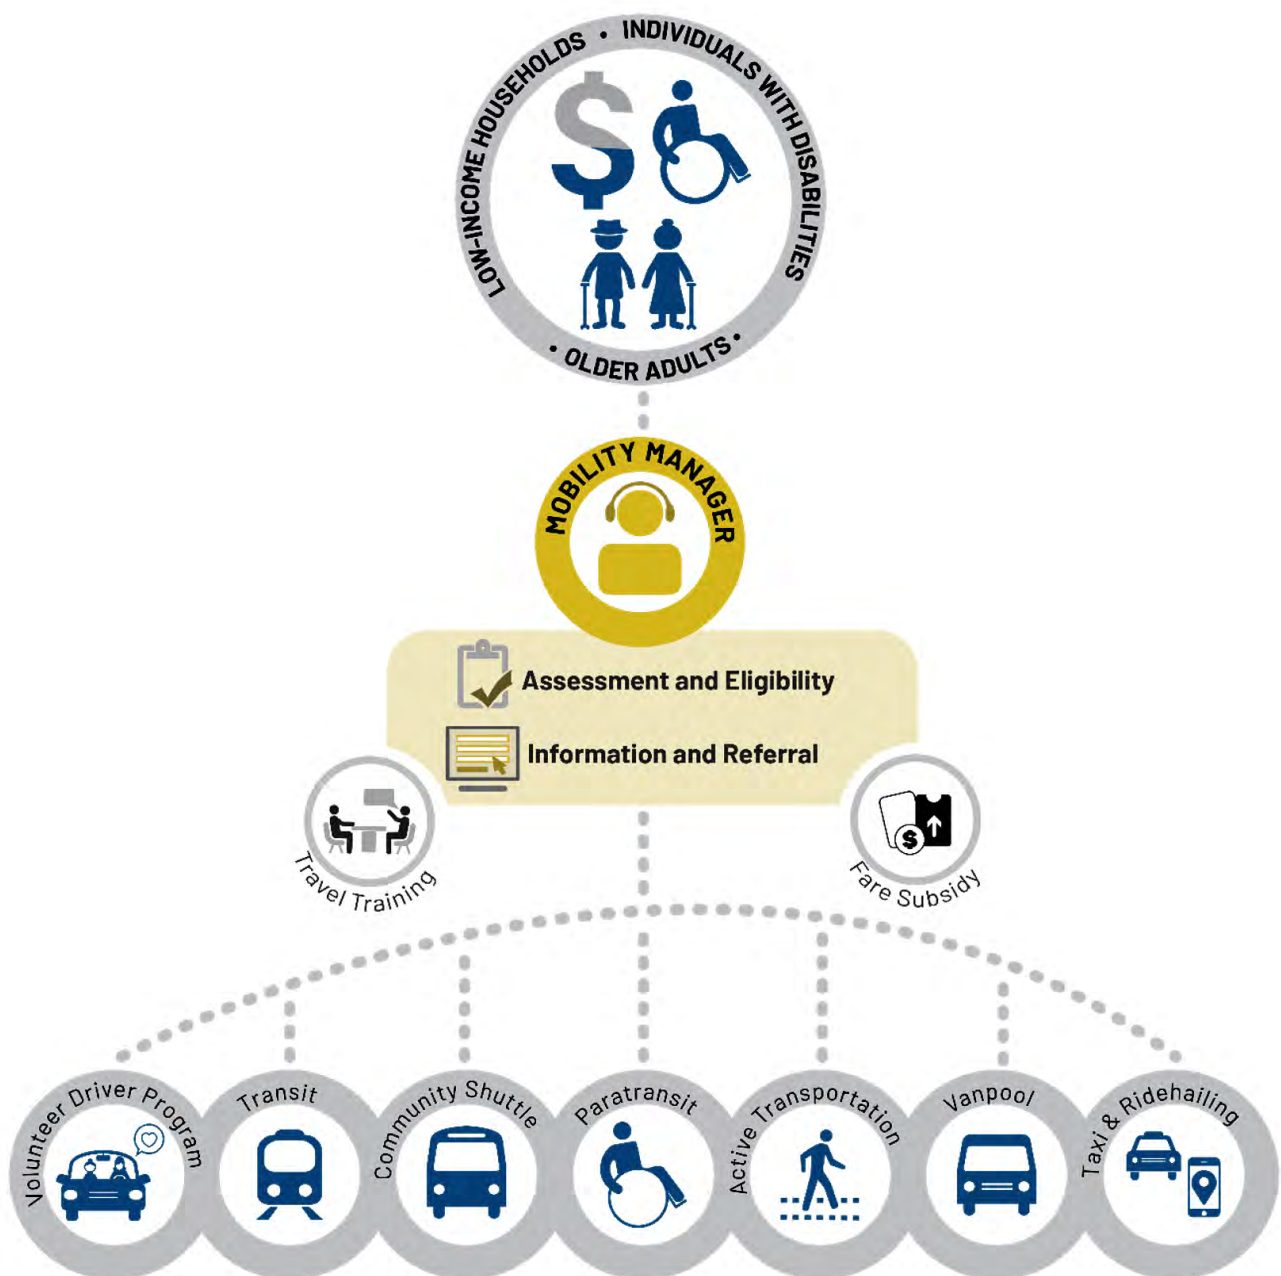 LOW-INCOME HOUSEHOLDS • INDIVIDUALS WITH DISABILITIES
• OLDER ADULTS •
$
MOBILITY MANAGER
Assessment and Eligibility
Information and Referral
Travel Training
$
Fare Subsidy
Volunteer Driver Program
Transit
Community Shuttle
Paratransit
Active Transportation
Vanpool
Taxi & Ridehailing